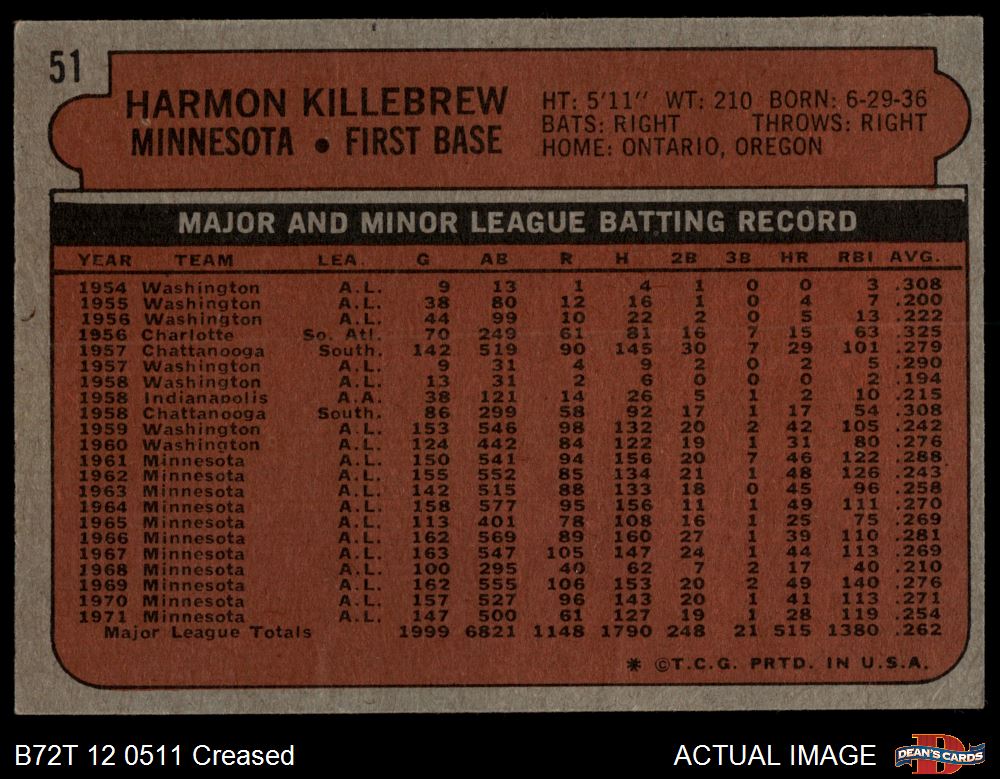 51
HARMON KILLEBREW
MINNESOTA • FIRST BASE
HT: 5'11" WT: 210 BORN: 6-29-36
BATS: RIGHT THROWS: RIGHT
HOME: ONTARIO, OREGON
MAJOR AND MINOR LEAGUE BATTING RECORD
YEAR TEAM LEA. G AB R H 2B 3B HR RBI AVG.
1954 Washington A.L. 9 13 1 4 1 0 0 3 .308
1955 Washington A.L. 38 80 12 16 1 0 4 7 .200
1956 Washington A.L. 44 99 10 22 2 0 5 13 .222
1956 Charlotte So. Atl. 70 249 61 81 16 7 15 63 .325
1957 Chattanooga South. 142 519 90 145 30 7 29 101 .279
1957 Washington A.L. 9 31 4 9 2 0 2 5 .290
1958 Washington A.L. 13 31 2 6 0 0 0 2 .194
1958 Indianapolis A.A. 38 121 14 26 5 1 2 10 .215
1958 Chattanooga South. 86 299 58 92 17 1 17 54 .308
1959 Washington A.L. 153 546 98 132 20 2 42 105 .242
1960 Washington A.L. 124 442 84 122 19 1 31 80 .276
1961 Minnesota A.L. 150 541 94 156 20 7 46 122 .288
1962 Minnesota A.L. 155 552 85 134 21 1 48 126 .243
1963 Minnesota A.L. 142 515 88 133 18 0 45 96 .258
1964 Minnesota A.L. 158 577 95 156 11 1 49 111 .270
1965 Minnesota A.L. 113 401 78 108 16 1 25 75 .269
1966 Minnesota A.L. 162 569 89 160 27 1 39 110 .281
1967 Minnesota A.L. 163 547 105 147 24 1 44 113 .269
1968 Minnesota A.L. 100 295 40 62 7 2 17 40 .210
1969 Minnesota A.L. 162 555 106 153 20 2 49 140 .276
1970 Minnesota A.L. 157 527 96 143 20 1 41 113 .271
1971 Minnesota A.L. 147 500 61 127 19 1 28 119 .254
Major League Totals 1999 6821 1148 1790 248 21 515 1380 .262
* ©T.C.G. PRTD. IN U.S.A.
B72T 12 0511 Creased
ACTUAL IMAGE
DEAN'S CARDS